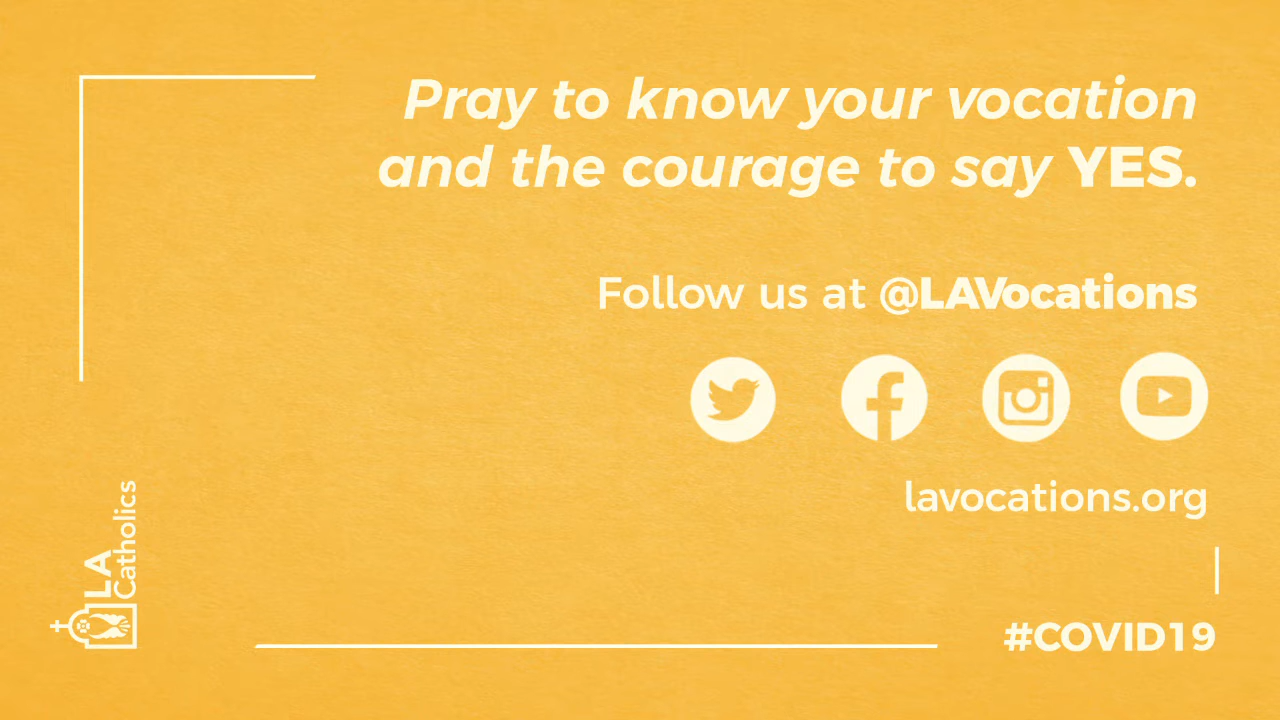 Pray to know your vocation
and the courage to say YES.
Follow us at @LAVocations
lavocations.org
LA
Catholics
#COVID19